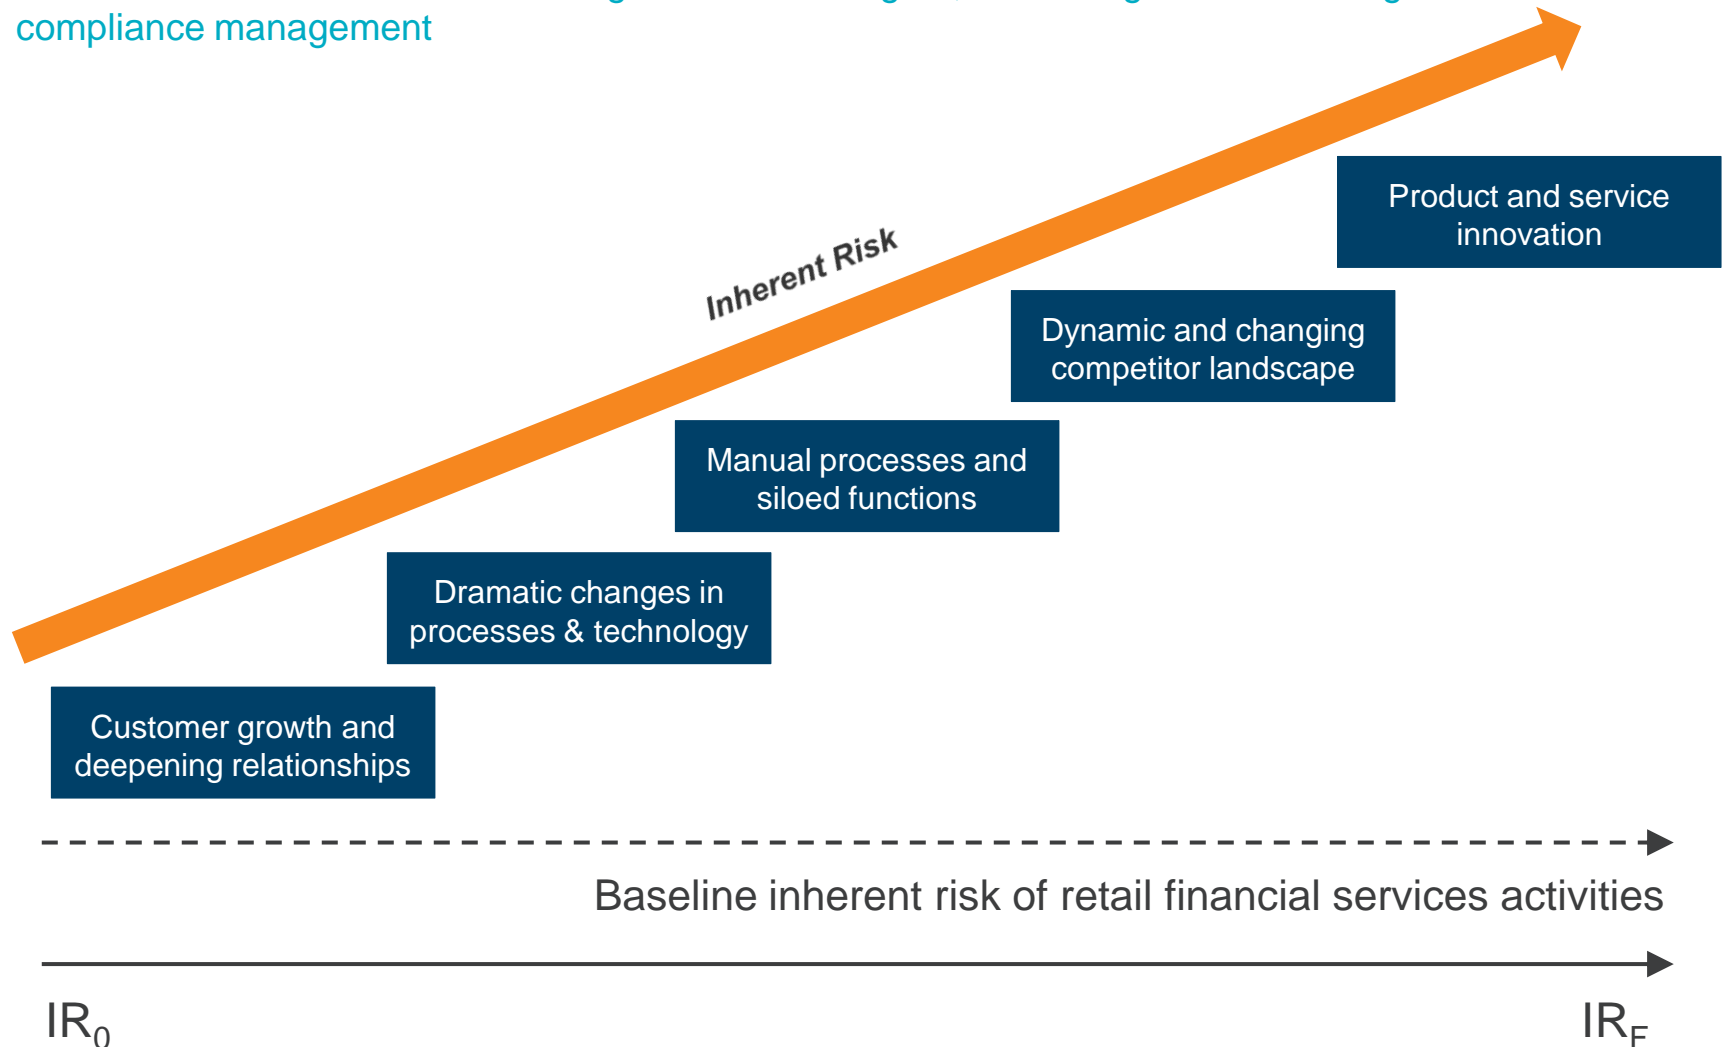 compliance management
Inherent Risk
Product and service
innovation
Dynamic and changing
competitor landscape
Manual processes and
siloed functions
Dramatic changes in
processes & technology
Customer growth and
deepening relationships
Baseline inherent risk of retail financial services activities
IR₀
IR_F